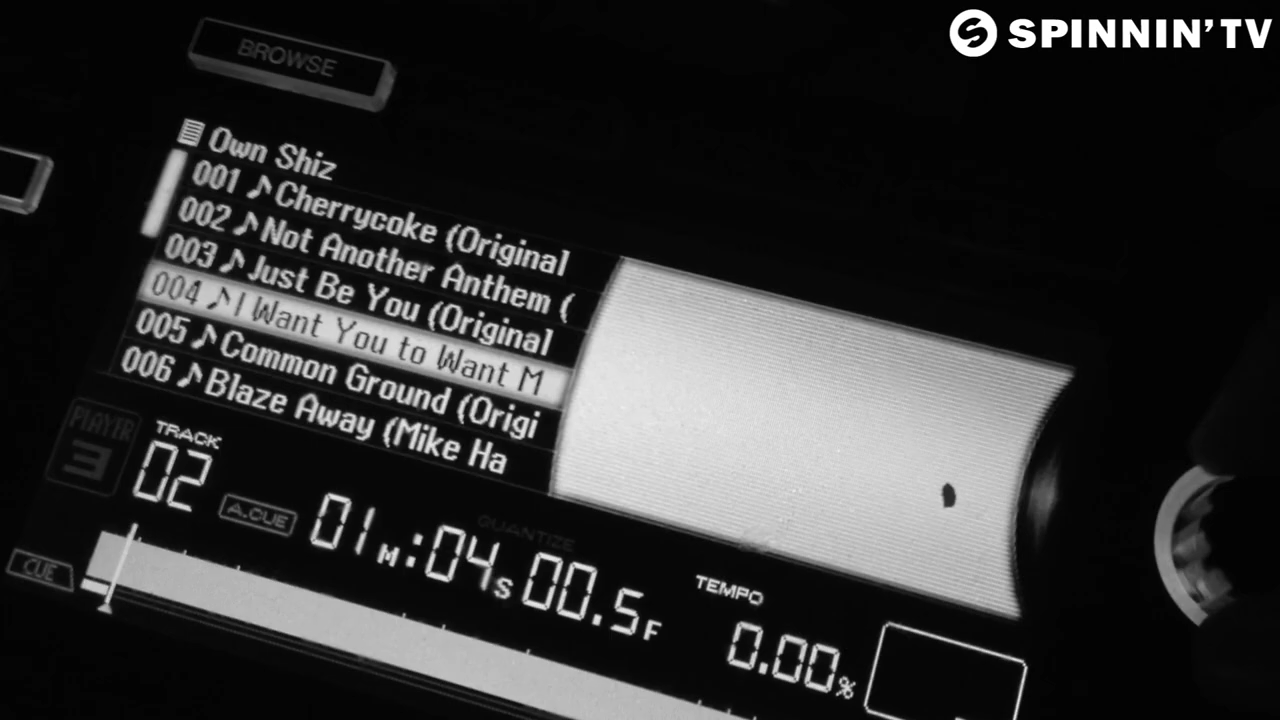 SPINNIN' TV
BROWSE
Own Shiz
001 ♪ Cherrycoke (Original
002 ♪ Not Another Anthem (
003 ♪ Just Be You (Original
004 ♪ I Want You to Want M
005 ♪ Common Ground (Origi
006 ♪ Blaze Away (Mike Ha
PLAYER
3
TRACK
02
A.CUE
QUANTIZE
01M:04S00.5F
TEMPO
0.00%
CUE